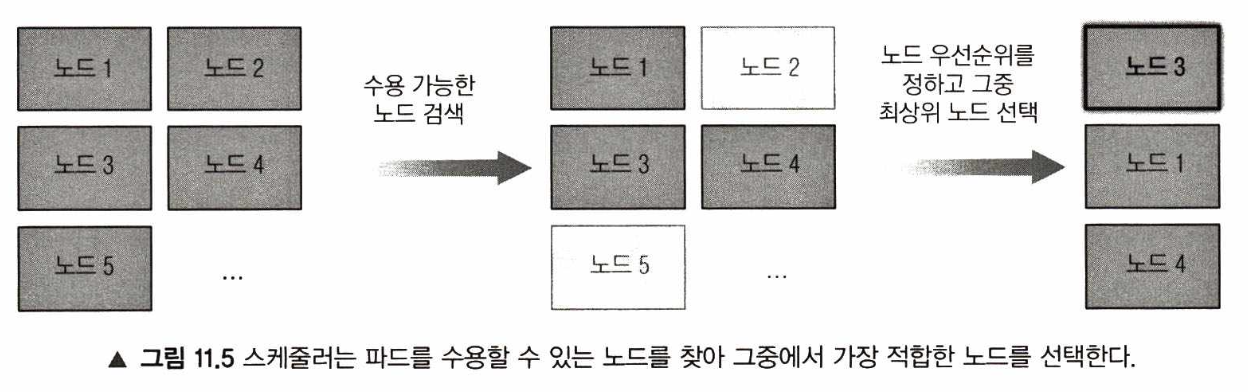 노드 1
노드 2
노드 3
노드 4
노드 5
...
수용 가능한
노드 검색
노드 1
노드 2
노드 3
노드 4
노드 5
...
노드 우선순위를
정하고 그중
최상위 노드 선택
노드 3
노드 1
노드 4
▲ 그림 11.5 스케줄러는 파드를 수용할 수 있는 노드를 찾아 그중에서 가장 적합한 노드를 선택한다.